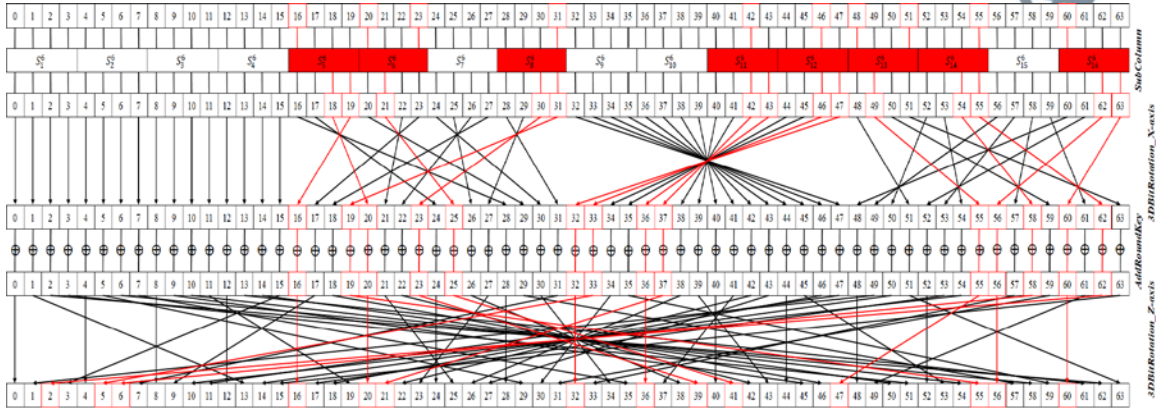 0 1 2 3 4 5 6 7 8 9 10 11 12 13 14 15 16 17 18 19 20 21 22 23 24 25 26 27 28 29 30 31 32 33 34 35 36 37 38 39 40 41 42 43 44 45 46 47 48 49 50 51 52 53 54 55 56 57 58 59 60 61 62 63
SubColumn
0 1 2 3 4 5 6 7 8 9 10 11 12 13 14 15 16 17 18 19 20 21 22 23 24 25 26 27 28 29 30 31 32 33 34 35 36 37 38 39 40 41 42 43 44 45 46 47 48 49 50 51 52 53 54 55 56 57 58 59 60 61 62 63
3DBitRotation_X-axis
0 1 2 3 4 5 6 7 8 9 10 11 12 13 14 15 16 17 18 19 20 21 22 23 24 25 26 27 28 29 30 31 32 33 34 35 36 37 38 39 40 41 42 43 44 45 46 47 48 49 50 51 52 53 54 55 56 57 58 59 60 61 62 63
AddRoundKey
0 1 2 3 4 5 6 7 8 9 10 11 12 13 14 15 16 17 18 19 20 21 22 23 24 25 26 27 28 29 30 31 32 33 34 35 36 37 38 39 40 41 42 43 44 45 46 47 48 49 50 51 52 53 54 55 56 57 58 59 60 61 62 63
3DBitRotation_Z-axis
0 1 2 3 4 5 6 7 8 9 10 11 12 13 14 15 16 17 18 19 20 21 22 23 24 25 26 27 28 29 30 31 32 33 34 35 36 37 38 39 40 41 42 43 44 45 46 47 48 49 50 51 52 53 54 55 56 57 58 59 60 61 62 63